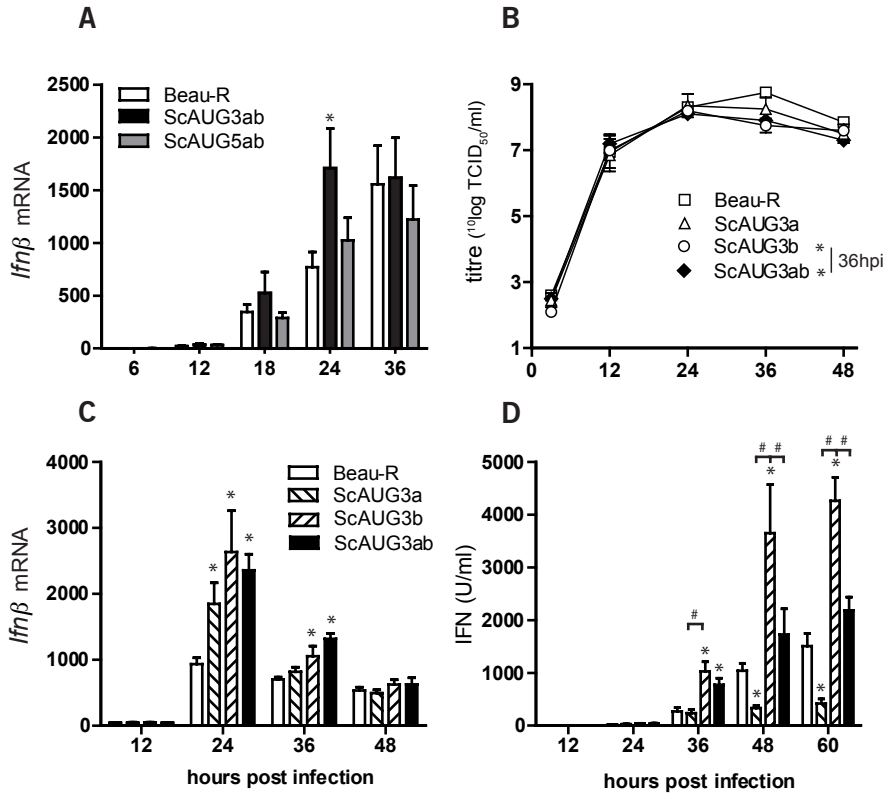 A
Ifnβ mRNA
2500
2000
1500
1000
500
0
Beau-R
ScAUG3ab
ScAUG5ab
*
6 12 18 24 36
B
titre (¹⁰log TCID₅₀/ml)
9
7
5
3
1
Beau-R
ScAUG3a
ScAUG3b *
ScAUG3ab *
36hpi
0 12 24 36 48
C
Ifnβ mRNA
4000
3000
2000
1000
0
Beau-R
ScAUG3a
ScAUG3b
ScAUG3ab
* * *
* *
12 24 36 48
hours post infection
D
IFN (U/ml)
5000
4000
3000
2000
1000
0
# # # #
* *
#
* * * *
12 24 36 48 60
hours post infection